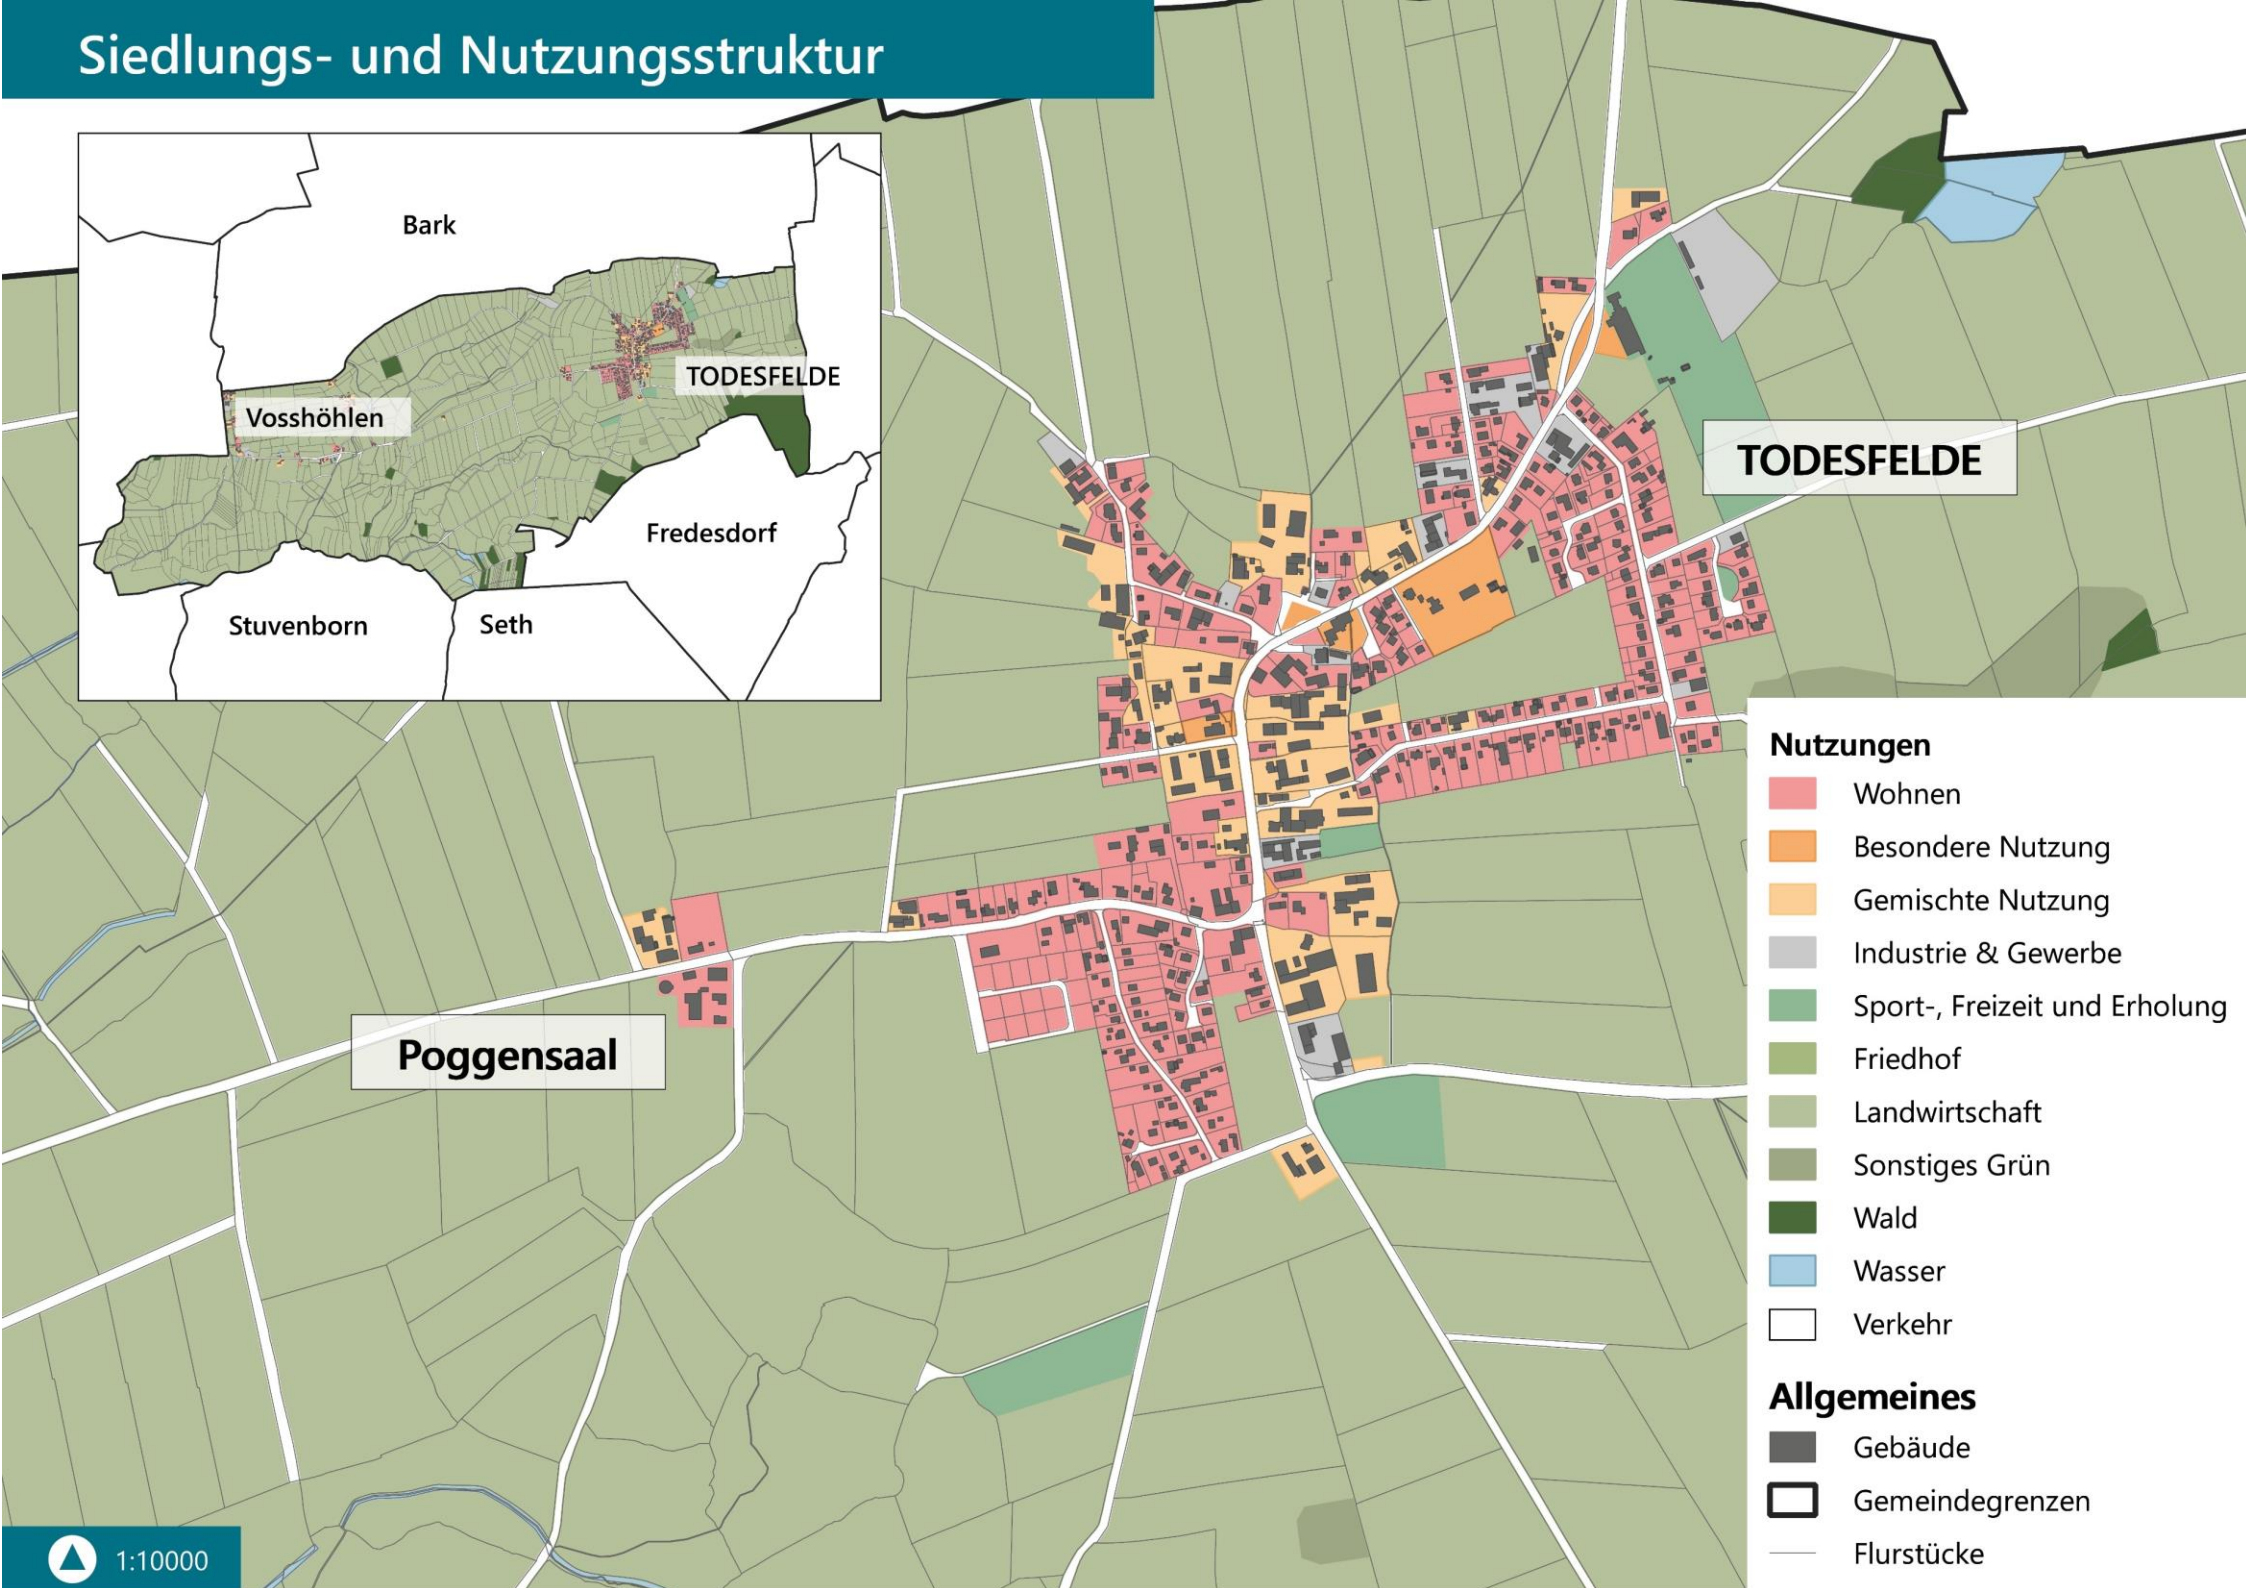 Siedlungs- und Nutzungsstruktur
Bark
TODESFELDE
Vosshöhlen
Fredesdorf
Stuvenborn
Seth
TODESFELDE
Poggensaal
Nutzungen
Wohnen
Besondere Nutzung
Gemischte Nutzung
Industrie & Gewerbe
Sport-, Freizeit und Erholung
Friedhof
Landwirtschaft
Sonstiges Grün
Wald
Wasser
Verkehr
Allgemeines
Gebäude
Gemeindegrenzen
Flurstücke
1:10000